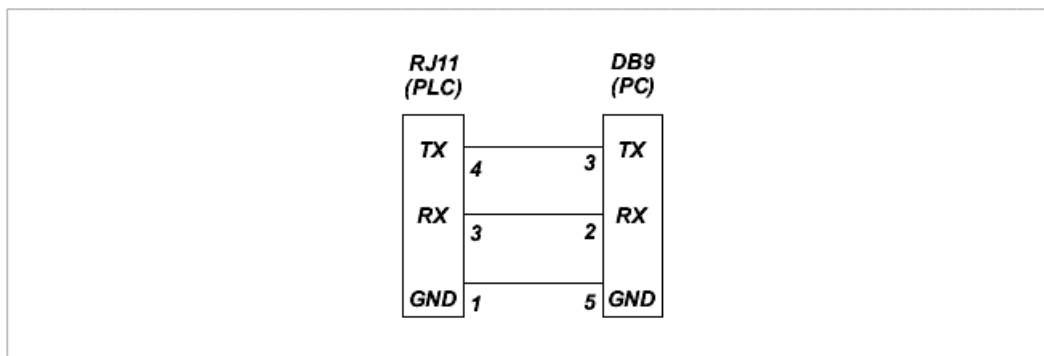 RJ11 DB9
(PLC) (PC)
TX 4 3 TX
RX 3 2 RX
GND 1 5 GND